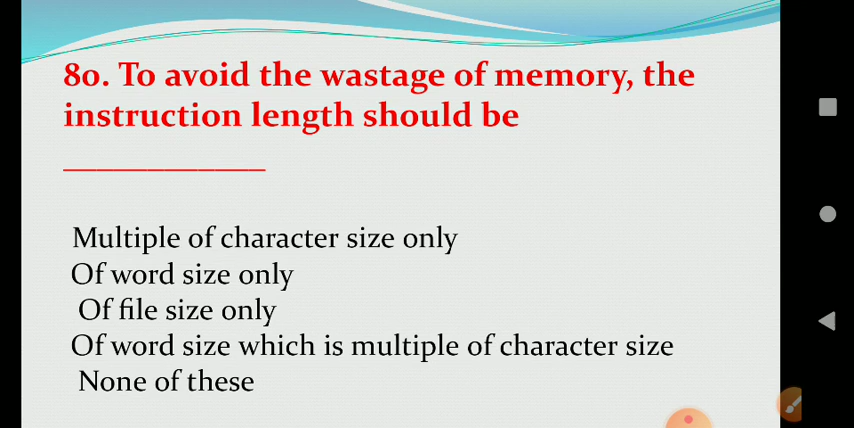 80. To avoid the wastage of memory, the
instruction length should be
____________
Multiple of character size only
Of word size only
Of file size only
Of word size which is multiple of character size
None of these